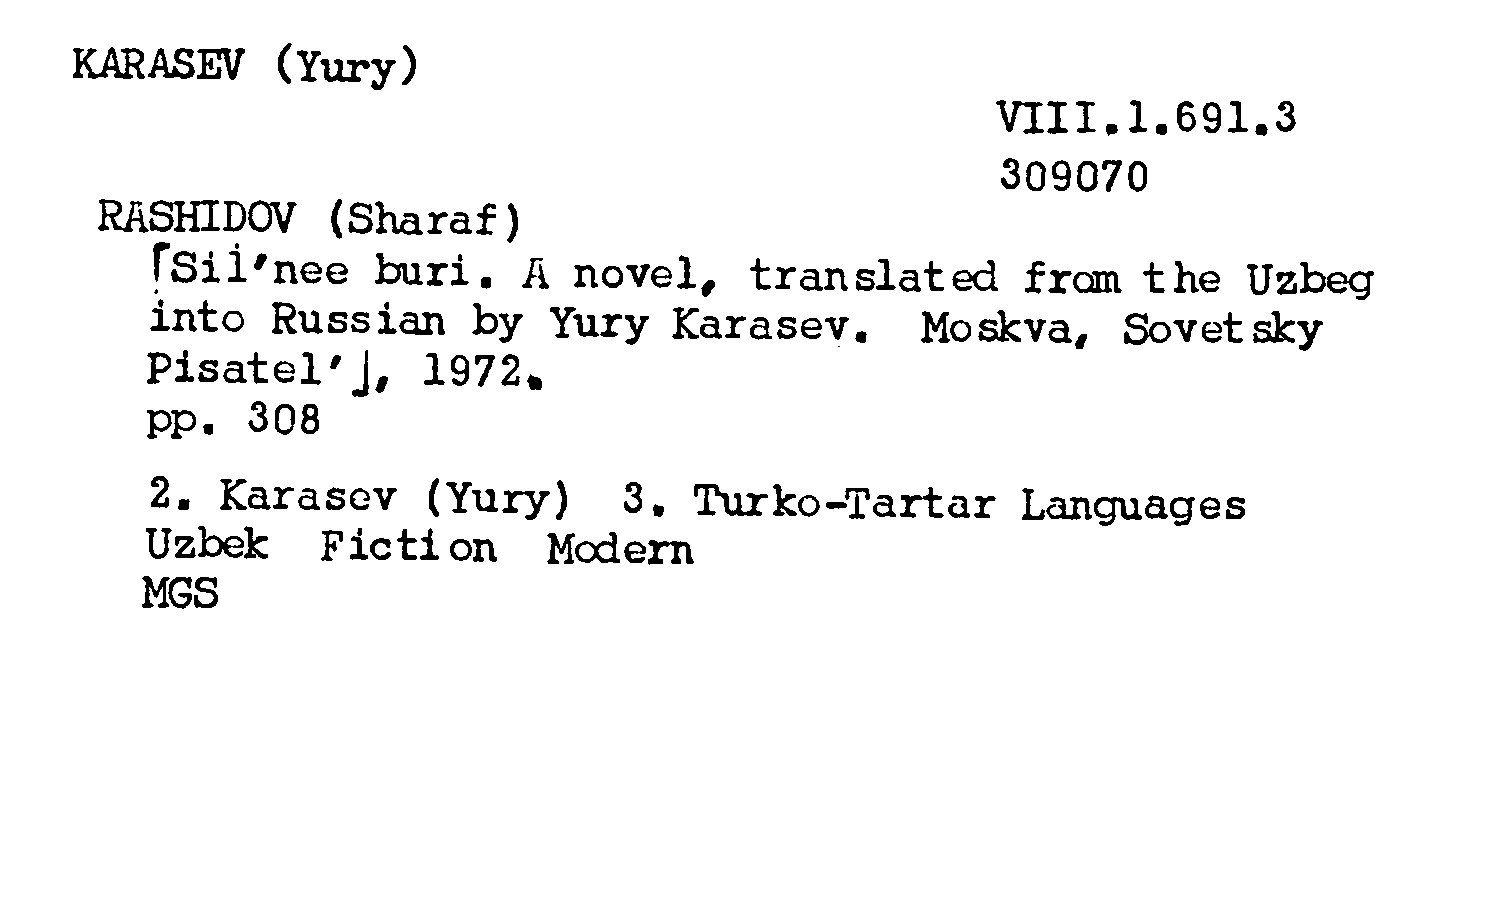 KARASEV (Yury)
VIII.1.691.3
309070
RASHIDOV (Sharaf)
⌈Sil'nee buri. A novel, translated from the Uzbeg
into Russian by Yury Karasev. Moskva, Sovetsky
Pisatel'⌋, 1972.
pp. 308
2. Karasev (Yury) 3. Turko-Tartar Languages
Uzbek Fiction Modern
MGS